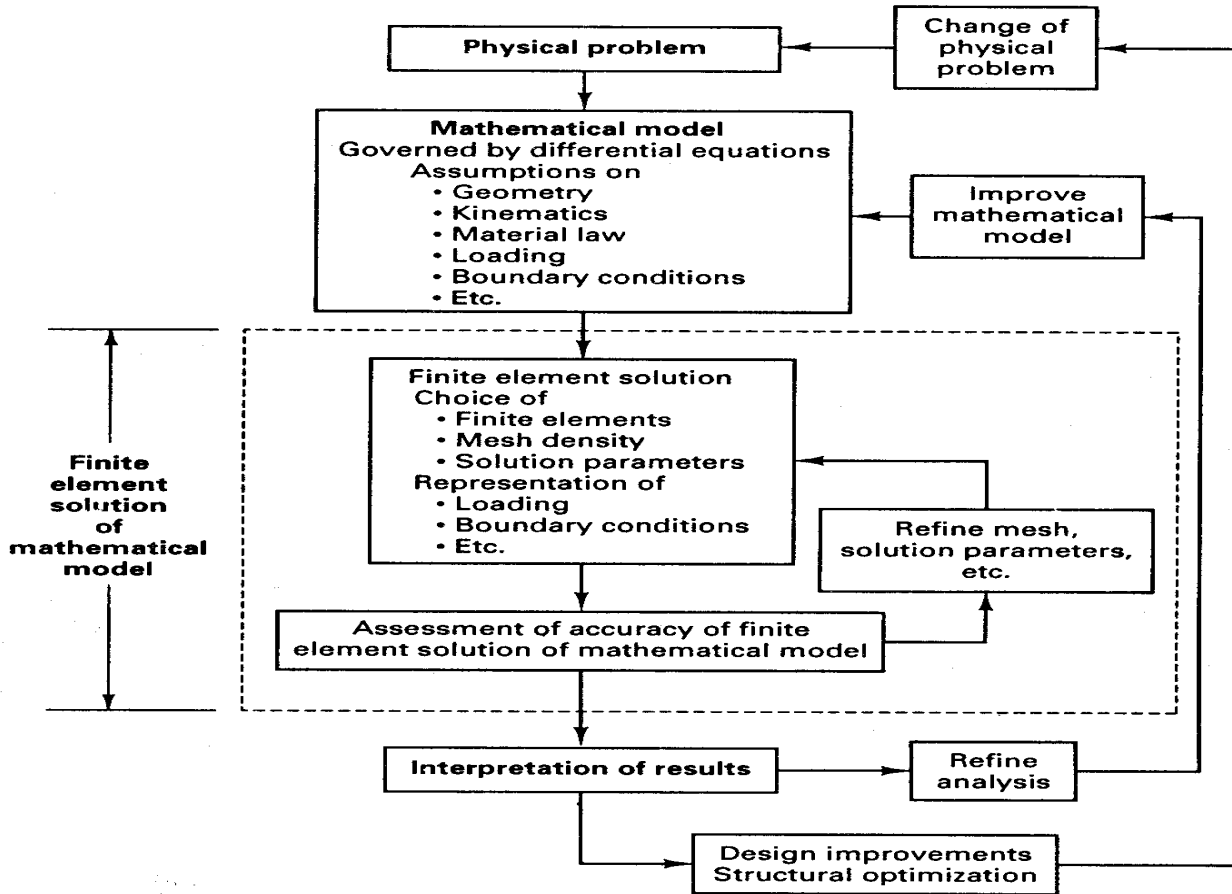 Physical problem
Change of
physical
problem
Mathematical model
Governed by differential equations
Assumptions on
• Geometry
• Kinematics
• Material law
• Loading
• Boundary conditions
• Etc.
Improve
mathematical
model
Finite
element
solution
of
mathematical
model
Finite element solution
Choice of
• Finite elements
• Mesh density
• Solution parameters
Representation of
• Loading
• Boundary conditions
• Etc.
Refine mesh,
solution parameters,
etc.
Assessment of accuracy of finite
element solution of mathematical model
Interpretation of results
Refine
analysis
Design improvements
Structural optimization